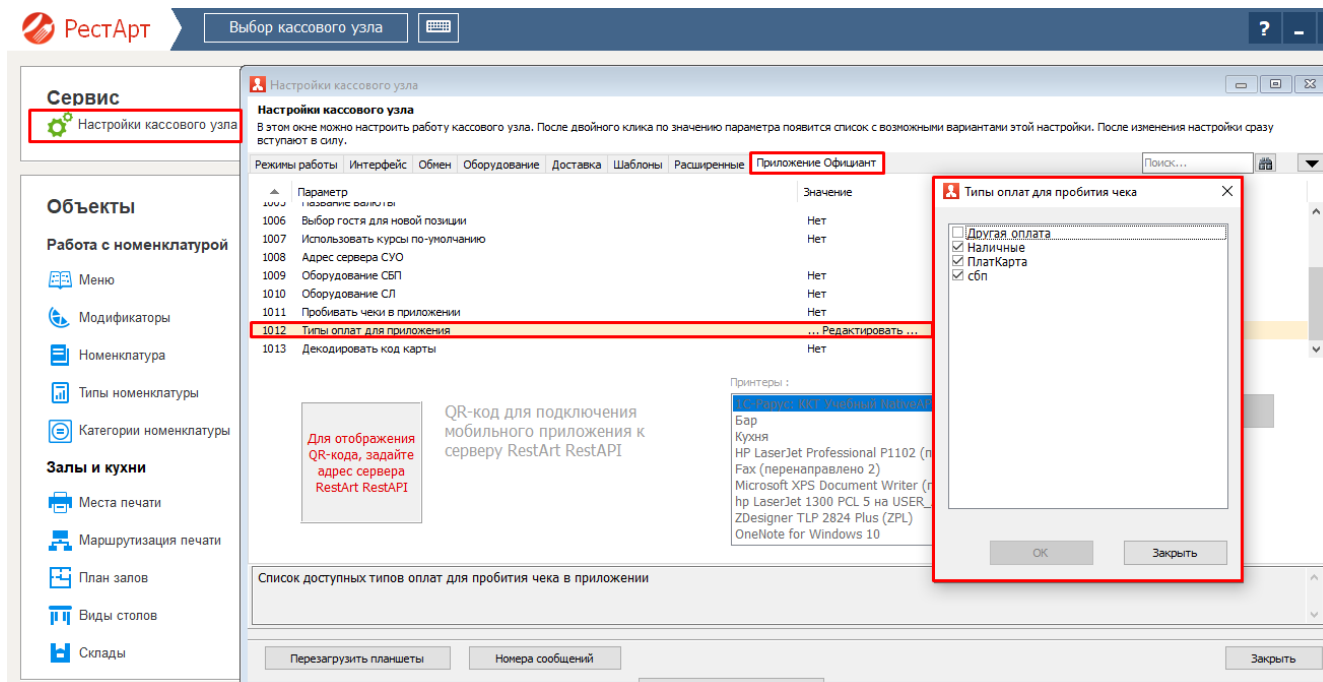 РестАрт
Выбор кассового узла
?
Сервис
Настройки кассового узла
Объекты
Работа с номенклатурой
Меню
Модификаторы
Номенклатура
Типы номенклатуры
Категории номенклатуры
Залы и кухни
Места печати
Маршрутизация печати
План залов
Виды столов
Склады
Настройки кассового узла
Настройки кассового узла
В этом окне можно настроить работу кассового узла. После двойного клика по значению параметра появится список с возможными вариантами этой настройки. После изменения настройки сразу
вступают в силу.
Режимы работы Интерфейс Обмен Оборудование Доставка Шаблоны Расширенные Приложение Официант Поиск...
Параметр Значение
1005 Название валюты
1006 Выбор гостя для новой позиции Нет
1007 Использовать курсы по-умолчанию Нет
1008 Адрес сервера СУО
1009 Оборудование СБП Нет
1010 Оборудование СЛ Нет
1011 Пробивать чеки в приложении Нет
1012 Типы оплат для приложения ... Редактировать ...
1013 Декодировать код карты Нет
Для отображения
QR-кода, задайте
адрес сервера
RestArt RestAPI
QR-код для подключения
мобильного приложения к
серверу RestArt RestAPI
Принтеры :
1С-Рарус: ККТ Учебный NativeAP
Бар
Кухня
HP LaserJet Professional P1102 (п
Fax (перенаправлено 2)
Microsoft XPS Document Writer (п
hp LaserJet 1300 PCL 5 на USER_
ZDesigner TLP 2824 Plus (ZPL)
OneNote for Windows 10
Список доступных типов оплат для пробития чека в приложении
Перезагрузить планшеты
Номера сообщений
Закрыть
Типы оплат для пробития чека
Другая оплата
Наличные
ПлатКарта
сбп
ОК
Закрыть